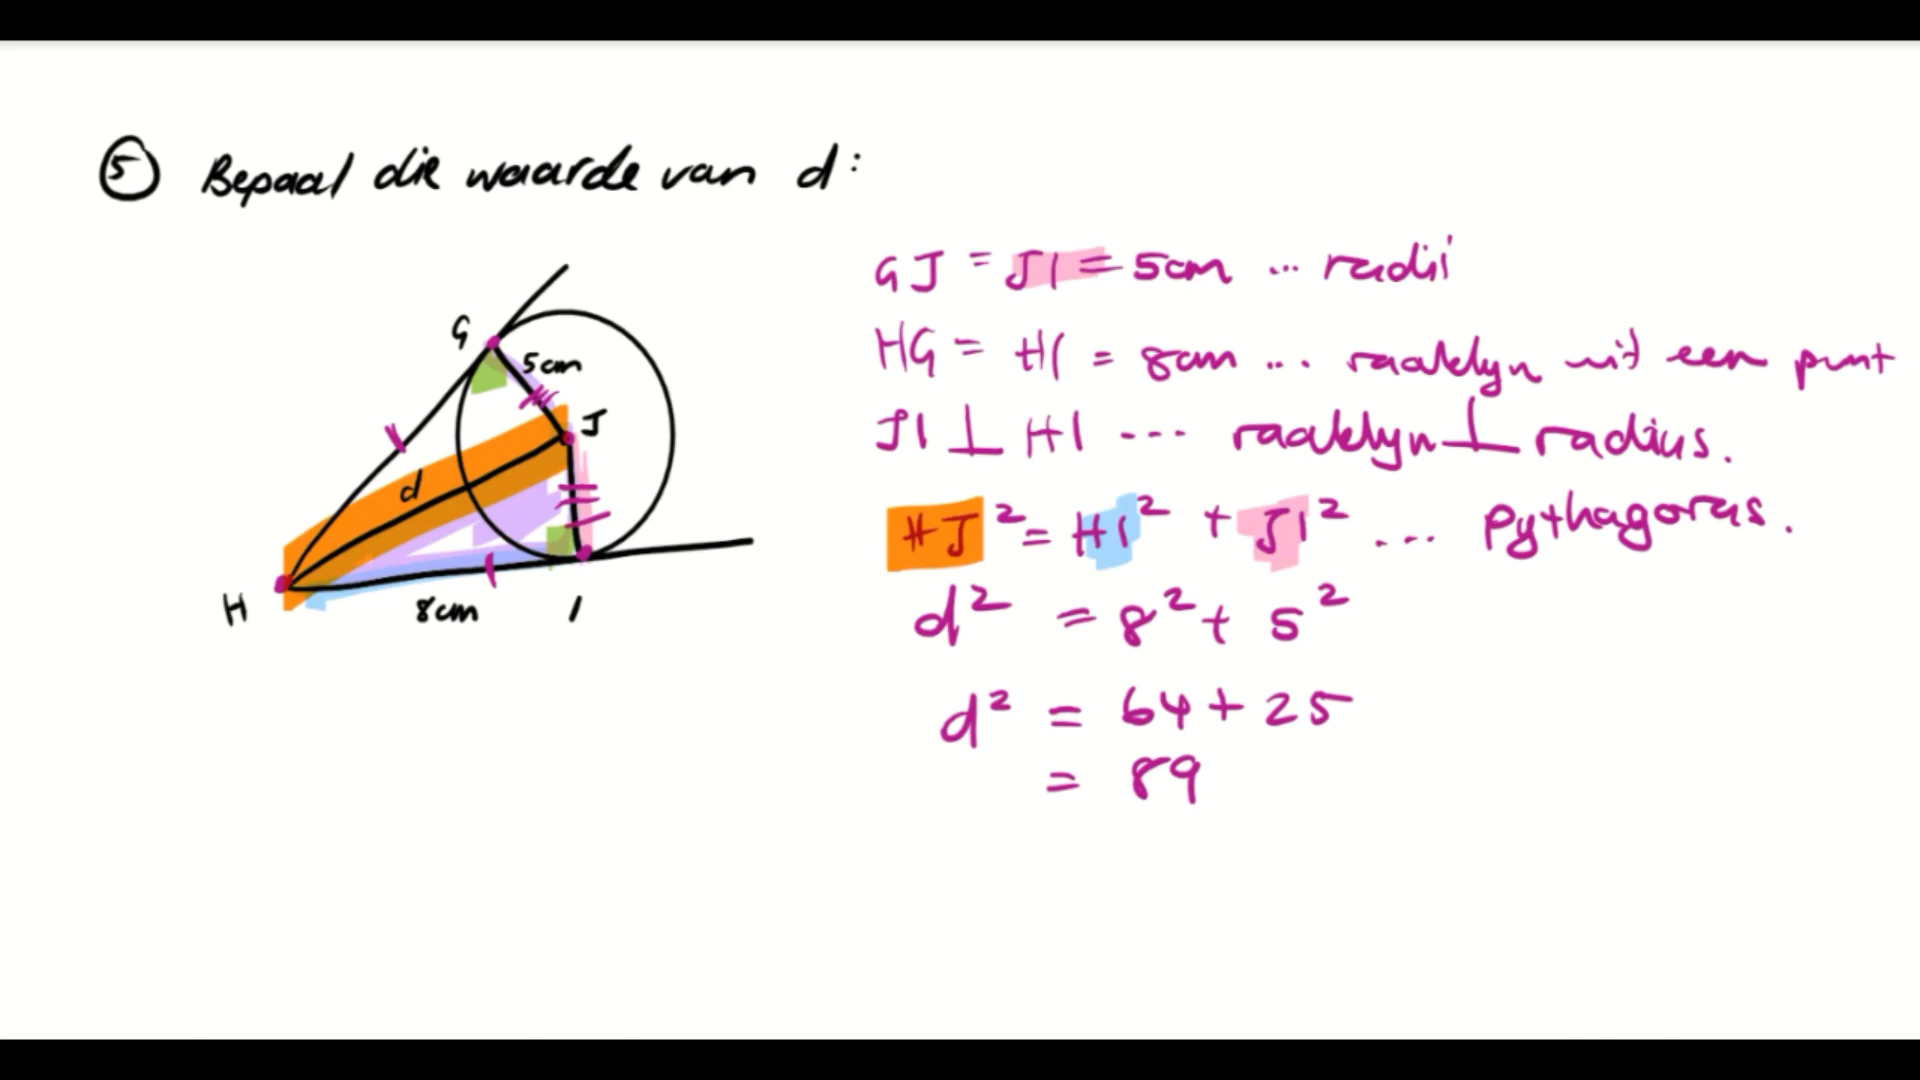 ⑤ Bepaal die waarde van d:
G
5cm
J
d
H
8cm
I
GJ = JI = 5cm ... radii
HG = HI = 8cm ... raaklyn uit een punt
JI ⊥ HI ... raaklyn ⊥ radius.
HJ² = HI² + JI² ... Pythagoras.
d² = 8² + 5²
d² = 64 + 25
= 89